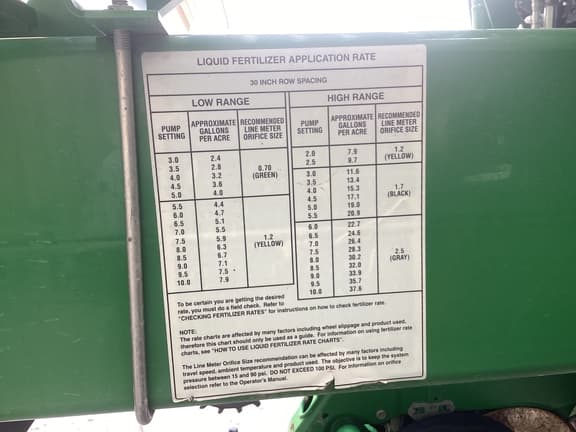 LIQUID FERTILIZER APPLICATION RATE
30 INCH ROW SPACING
LOW RANGE
PUMP SETTING APPROXIMATE GALLONS PER ACRE RECOMMENDED LINE METER ORIFICE SIZE
3.0 2.4
3.5 2.8
4.0 3.2
4.5 3.6
5.0 4.0
0.70
(GREEN)
5.5 4.4
6.0 4.7
6.5 5.1
7.0 5.5
7.5 5.9
8.0 6.3
8.5 6.7
9.0 7.1
9.5 7.5
10.0 7.9
1.2
(YELLOW)
HIGH RANGE
PUMP SETTING APPROXIMATE GALLONS PER ACRE RECOMMENDED LINE METER ORIFICE SIZE
2.0 7.9
2.5 9.7
1.2
(YELLOW)
3.0 11.6
3.5 13.4
4.0 15.3
4.5 17.1
5.0 19.0
5.5 20.9
1.7
(BLACK)
6.0 22.7
6.5 24.6
7.0 26.4
7.5 28.3
8.0 30.2
8.5 32.0
9.0 33.9
9.5 35.7
10.0 37.6
2.5
(GRAY)
To be certain you are getting the desired
rate, you must do a field check. Refer to
"CHECKING FERTILIZER RATES" for instructions on how to check fertilizer rate.
NOTE:
The rate charts are affected by many factors including wheel slippage and product used,
therefore this chart should only be used as a guide. For information on using fertilizer rate
charts, see "HOW TO USE LIQUID FERTILIZER RATE CHARTS".
The Line Meter Orifice Size recommendation can be affected by many factors including
travel speed, ambient temperature and product used. The objective is to keep the system
pressure between 15 and 90 psi. DO NOT EXCEED 100 PSI. For information on orifice
selection refer to the Operator's Manual.